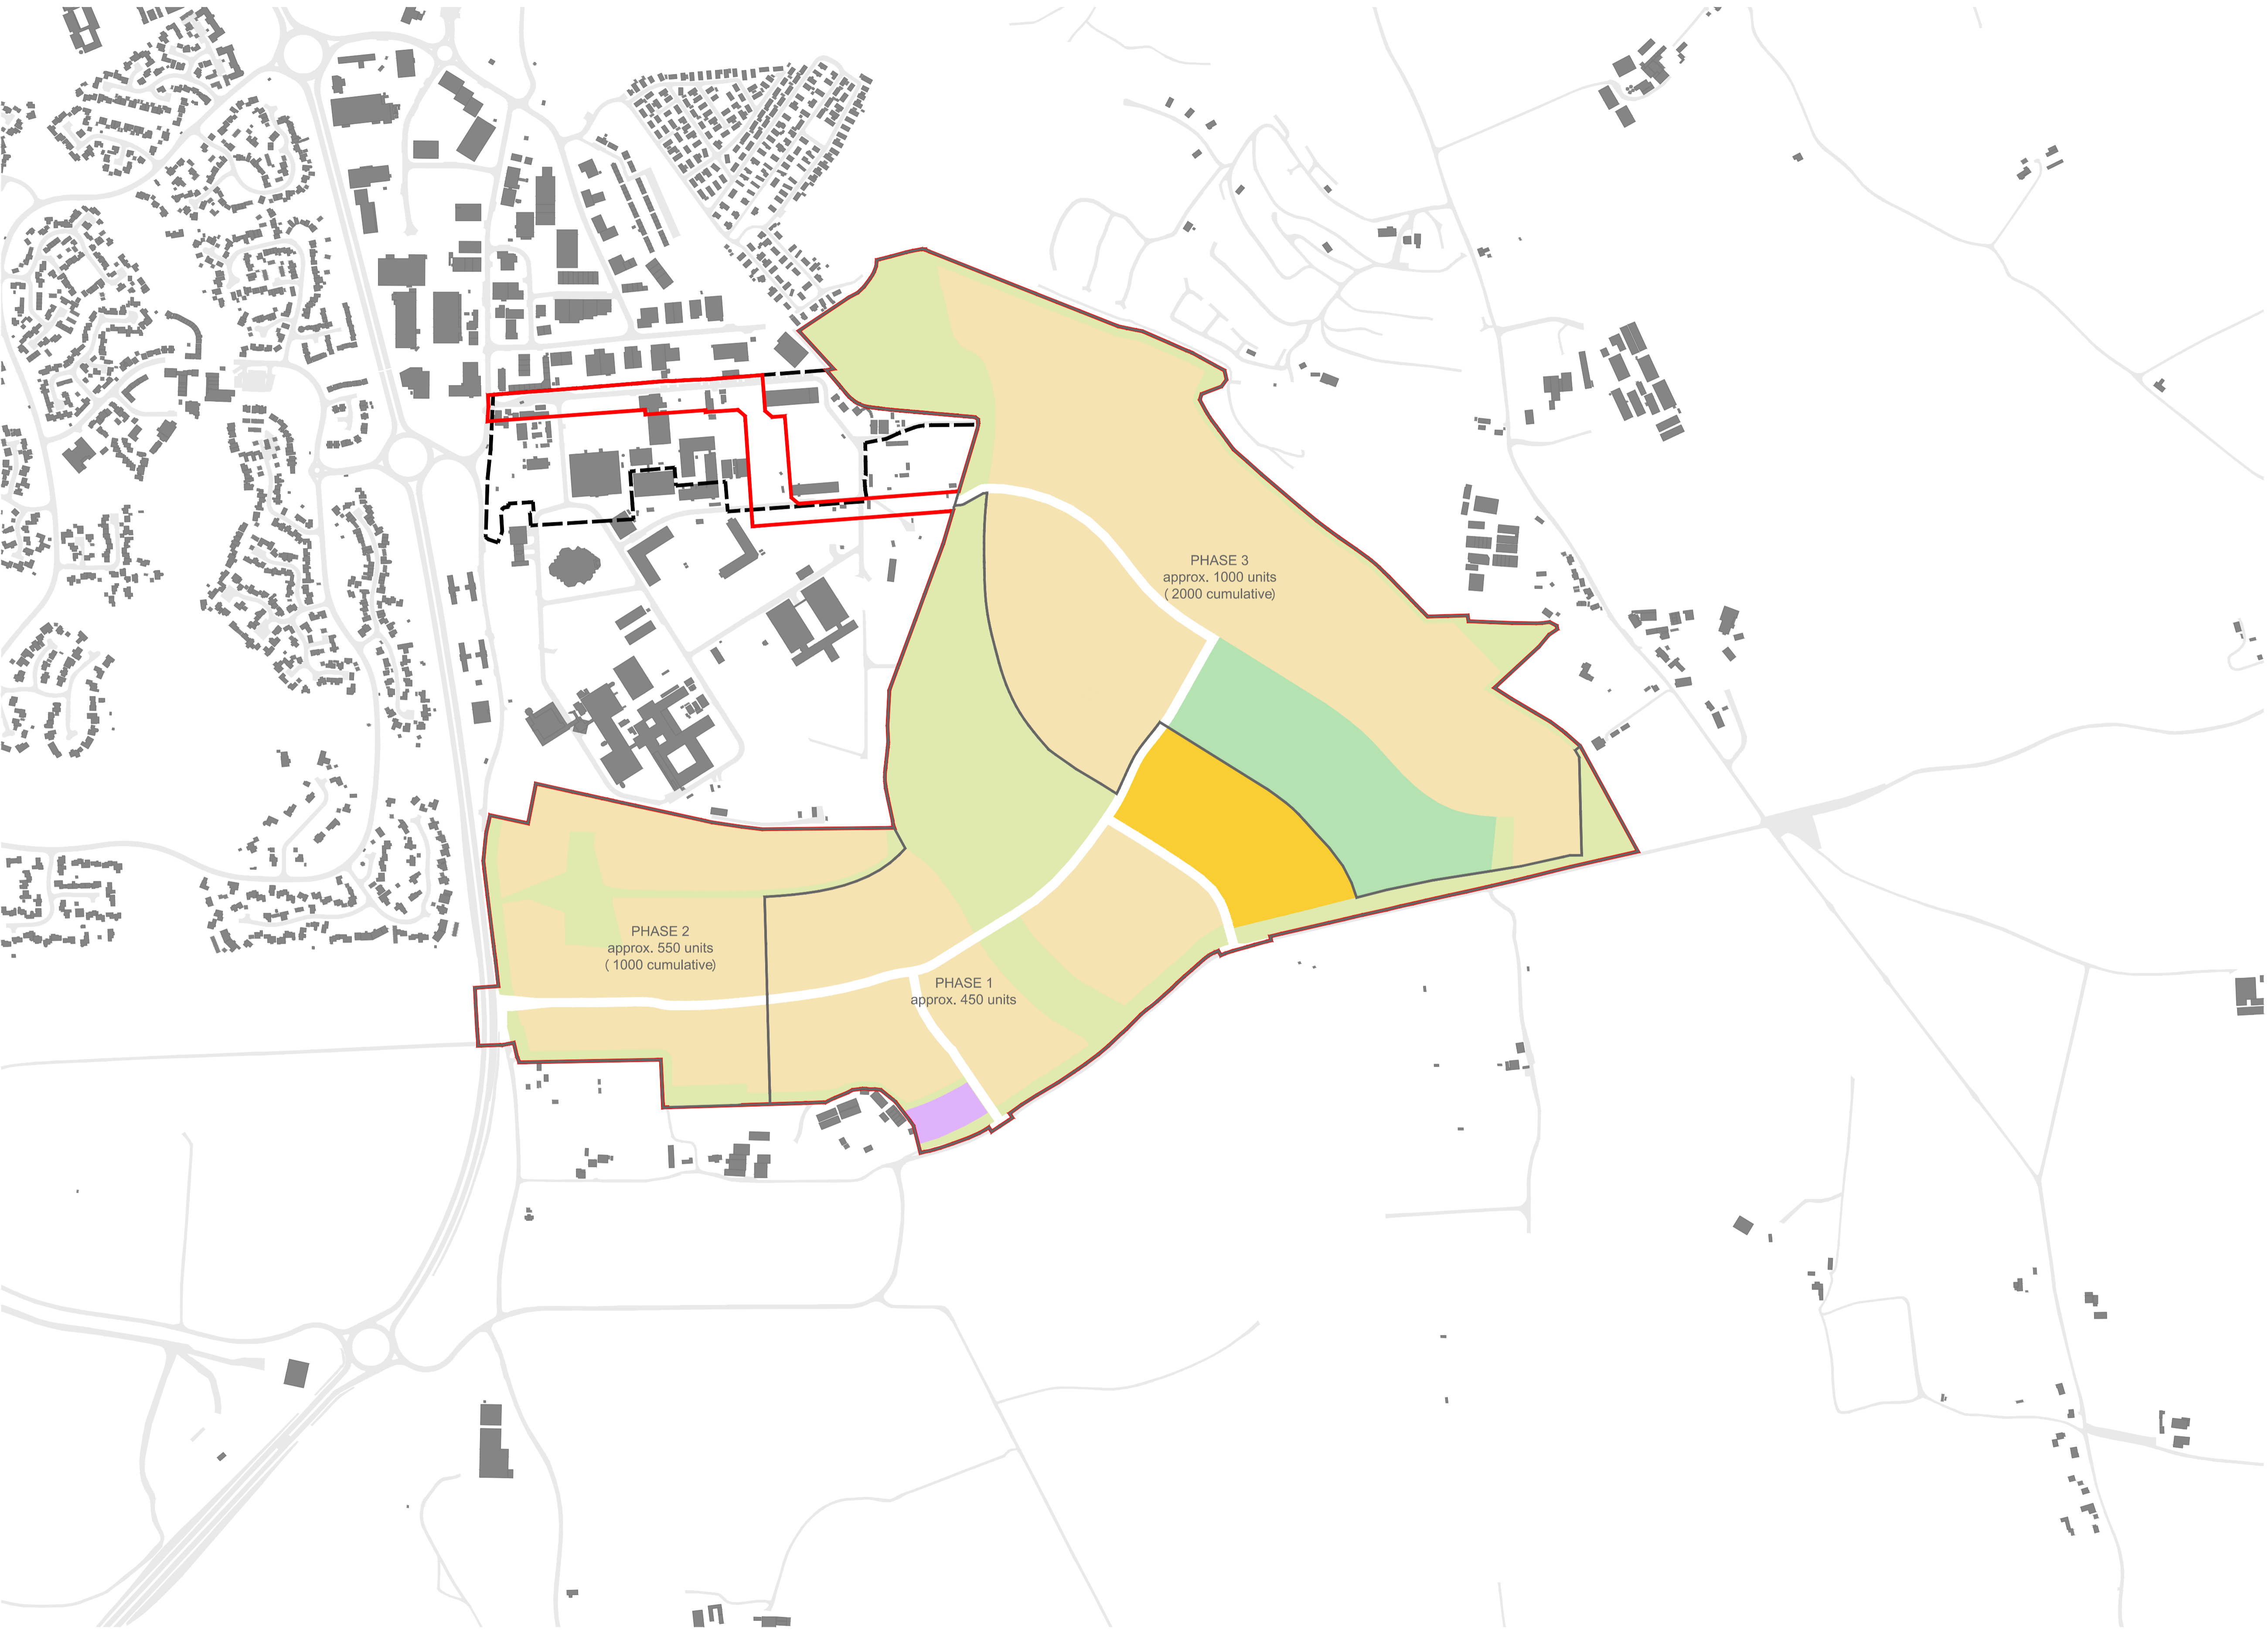 PHASE 3
approx. 1000 units
( 2000 cumulative)
PHASE 2
approx. 550 units
( 1000 cumulative)
PHASE 1
approx. 450 units